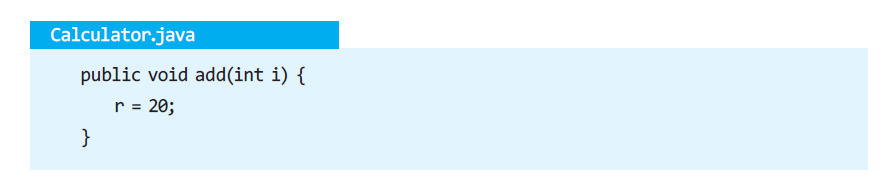 Calculator.java
public void add(int i) {
r = 20;
}